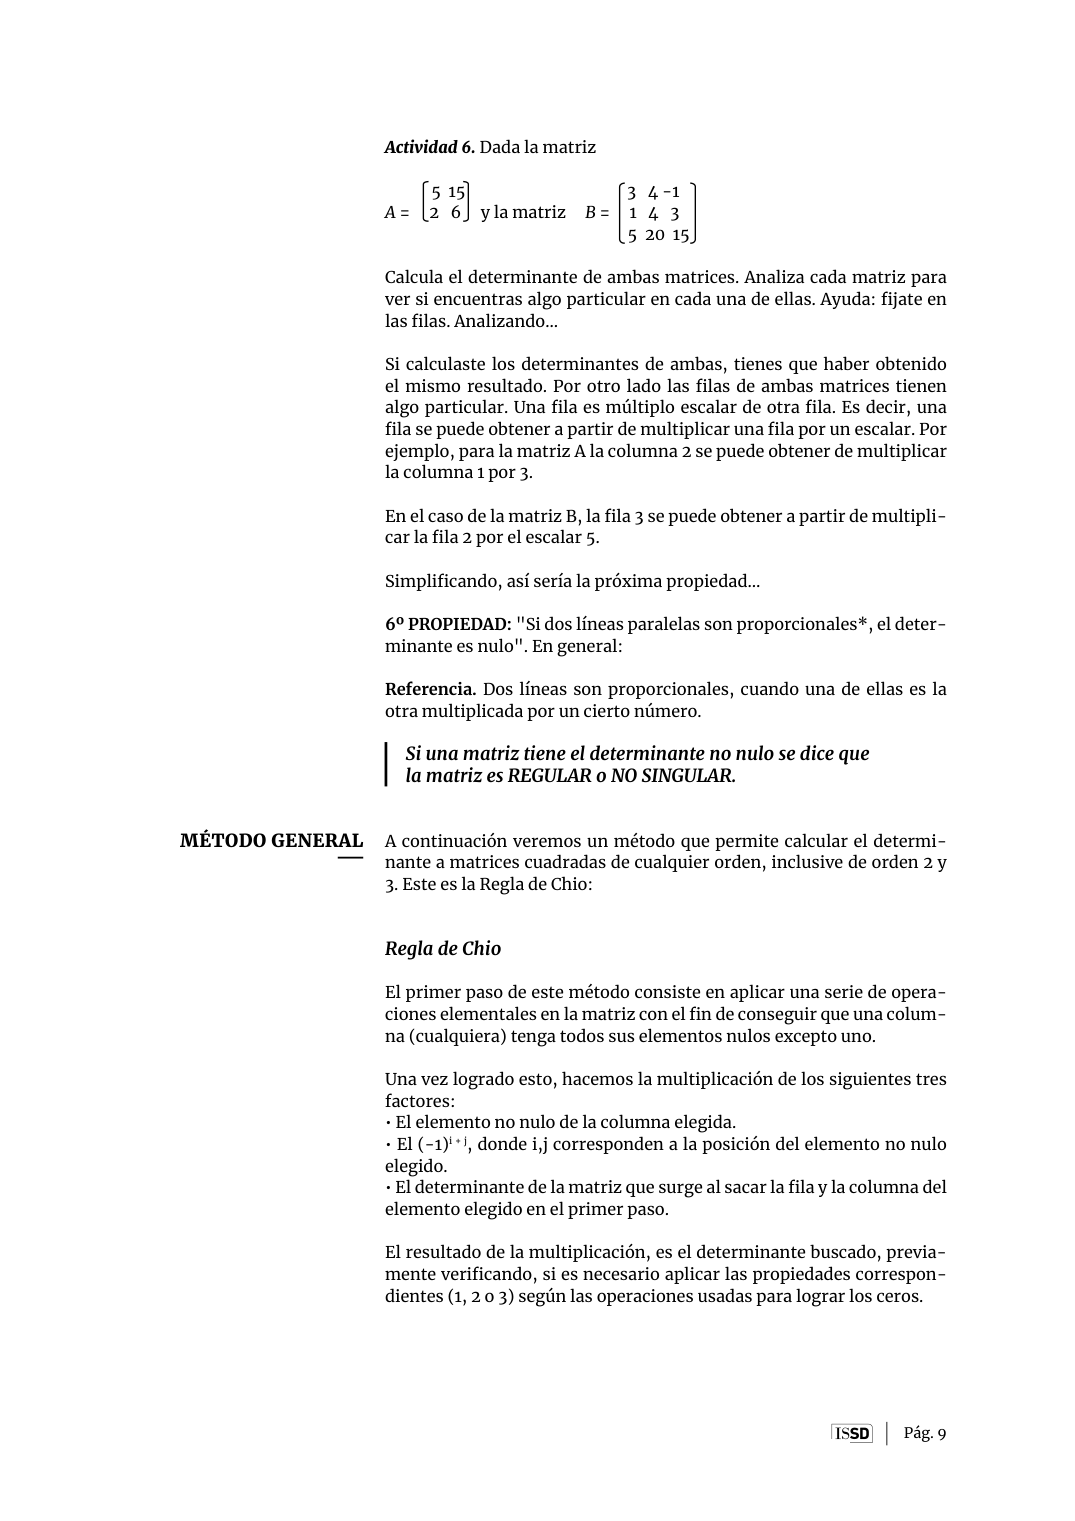 Actividad 6. Dada la matriz
A = [5 15] y la matriz B = [3 4 -1]
[2 6] [1 4 3]
[5 20 15]
Calcula el determinante de ambas matrices. Analiza cada matriz para
ver si encuentras algo particular en cada una de ellas. Ayuda: fijate en
las filas. Analizando...
Si calculaste los determinantes de ambas, tienes que haber obtenido
el mismo resultado. Por otro lado las filas de ambas matrices tienen
algo particular. Una fila es múltiplo escalar de otra fila. Es decir, una
fila se puede obtener a partir de multiplicar una fila por un escalar. Por
ejemplo, para la matriz A la columna 2 se puede obtener de multiplicar
la columna 1 por 3.
En el caso de la matriz B, la fila 3 se puede obtener a partir de multipli-
car la fila 2 por el escalar 5.
Simplificando, así sería la próxima propiedad...
6º PROPIEDAD: "Si dos líneas paralelas son proporcionales*, el deter-
minante es nulo". En general:
Referencia. Dos líneas son proporcionales, cuando una de ellas es la
otra multiplicada por un cierto número.
Si una matriz tiene el determinante no nulo se dice que
la matriz es REGULAR o NO SINGULAR.
MÉTODO GENERAL
A continuación veremos un método que permite calcular el determi-
nante a matrices cuadradas de cualquier orden, inclusive de orden 2 y
3. Este es la Regla de Chio:
Regla de Chio
El primer paso de este método consiste en aplicar una serie de opera-
ciones elementales en la matriz con el fin de conseguir que una colum-
na (cualquiera) tenga todos sus elementos nulos excepto uno.
Una vez logrado esto, hacemos la multiplicación de los siguientes tres
factores:
• El elemento no nulo de la columna elegida.
• El (-1)^(i + j), donde i,j corresponden a la posición del elemento no nulo
elegido.
• El determinante de la matriz que surge al sacar la fila y la columna del
elemento elegido en el primer paso.
El resultado de la multiplicación, es el determinante buscado, previa-
mente verificando, si es necesario aplicar las propiedades correspon-
dientes (1, 2 o 3) según las operaciones usadas para lograr los ceros.
ISSD | Pág. 9